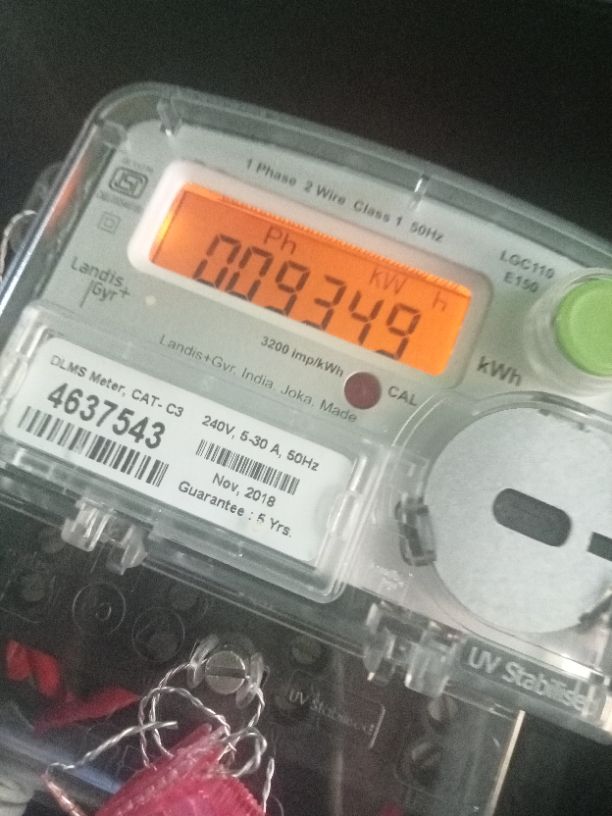 1 Phase 2 Wire Class 1 50Hz
LGC110
E150
Ph kW h
009349
Landis
Gyr+
3200 imp/kWh
kWh
CAL
Landis+Gyr, India, Joka, Made
DLMS Meter, CAT- C3
4637543
240V, 5-30 A, 50Hz
Nov, 2018
Guarantee : 5 Yrs.
UV Stabilised
UV Stabilised